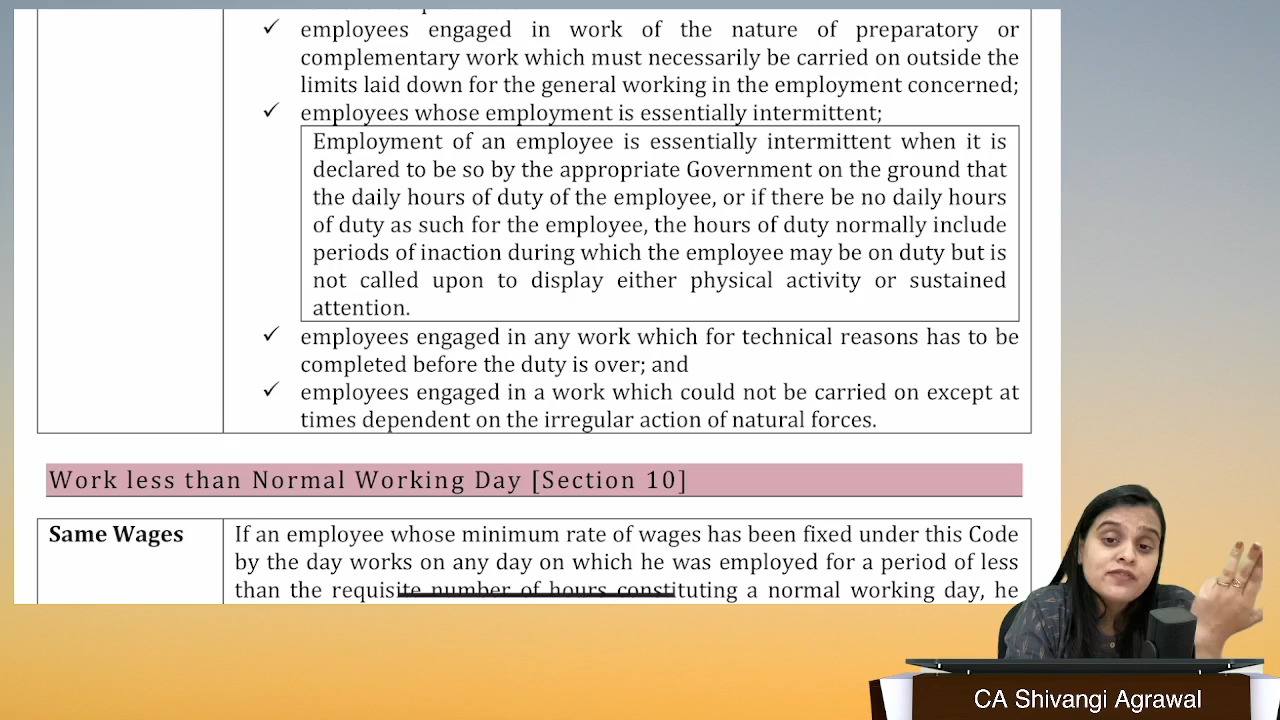 ✓ employees engaged in work of the nature of preparatory or
complementary work which must necessarily be carried on outside the
limits laid down for the general working in the employment concerned;
✓ employees whose employment is essentially intermittent;
Employment of an employee is essentially intermittent when it is
declared to be so by the appropriate Government on the ground that
the daily hours of duty of the employee, or if there be no daily hours
of duty as such for the employee, the hours of duty normally include
periods of inaction during which the employee may be on duty but is
not called upon to display either physical activity or sustained
attention.
✓ employees engaged in any work which for technical reasons has to be
completed before the duty is over; and
✓ employees engaged in a work which could not be carried on except at
times dependent on the irregular action of natural forces.
Work less than Normal Working Day [Section 10]
Same Wages
If an employee whose minimum rate of wages has been fixed under this Code
by the day works on any day on which he was employed for a period of less
than the requisite number of hours constituting a normal working day, he
CA Shivangi Agrawal